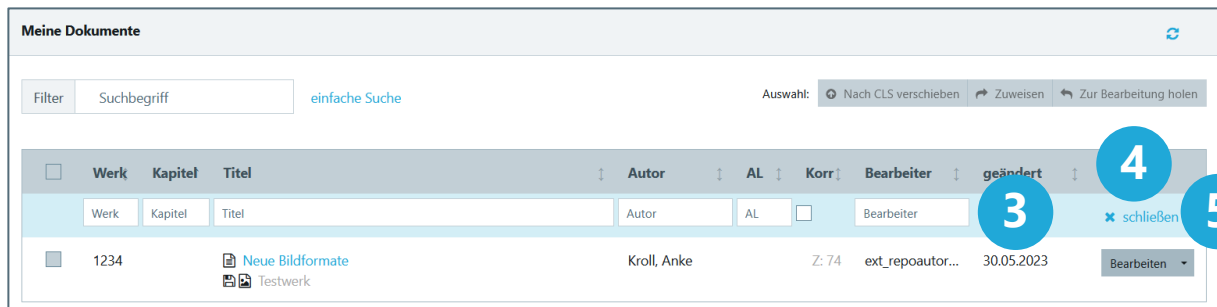 Meine Dokumente
Filter Suchbegriff einfache Suche Auswahl: Nach CLS verschieben Zuweisen Zur Bearbeitung holen
Werk Kapitel Titel Autor AL Korr Bearbeiter geändert 4
Werk Kapitel Titel Autor AL Bearbeiter 3 schließen 5
1234 Neue Bildformate Kroll, Anke Z: 74 ext_repoautor... 30.05.2023 Bearbeiten
Testwerk